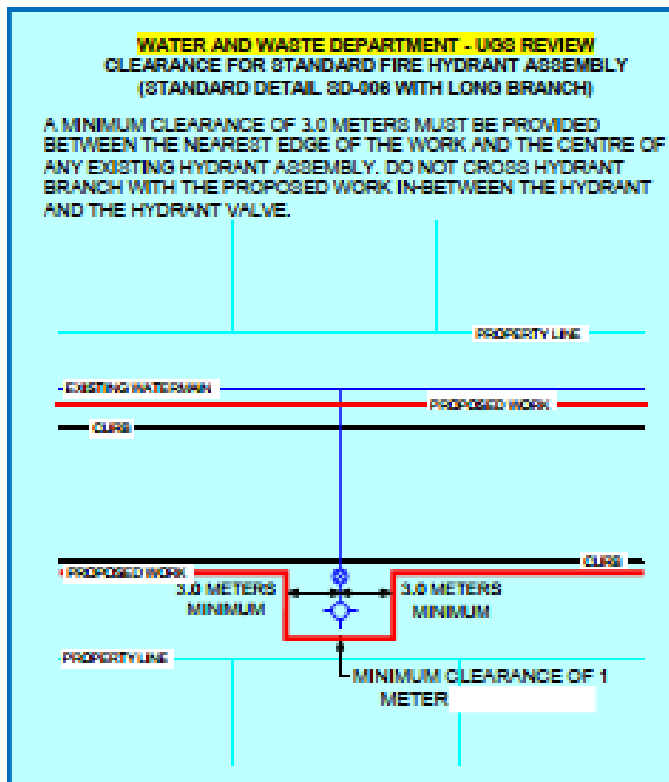 WATER AND WASTE DEPARTMENT - UGS REVIEW
CLEARANCE FOR STANDARD FIRE HYDRANT ASSEMBLY
(STANDARD DETAIL SD-006 WITH LONG BRANCH)
A MINIMUM CLEARANCE OF 3.0 METERS MUST BE PROVIDED
BETWEEN THE NEAREST EDGE OF THE WORK AND THE CENTRE OF
ANY EXISTING HYDRANT ASSEMBLY. DO NOT CROSS HYDRANT
BRANCH WITH THE PROPOSED WORK IN-BETWEEN THE HYDRANT
AND THE HYDRANT VALVE.
PROPERTY LINE
EXISTING WATERMAIN
PROPOSED WORK
CURB
CURB
PROPOSED WORK
3.0 METERS
MINIMUM
3.0 METERS
MINIMUM
PROPERTY LINE
MINIMUM CLEARANCE OF 1
METER